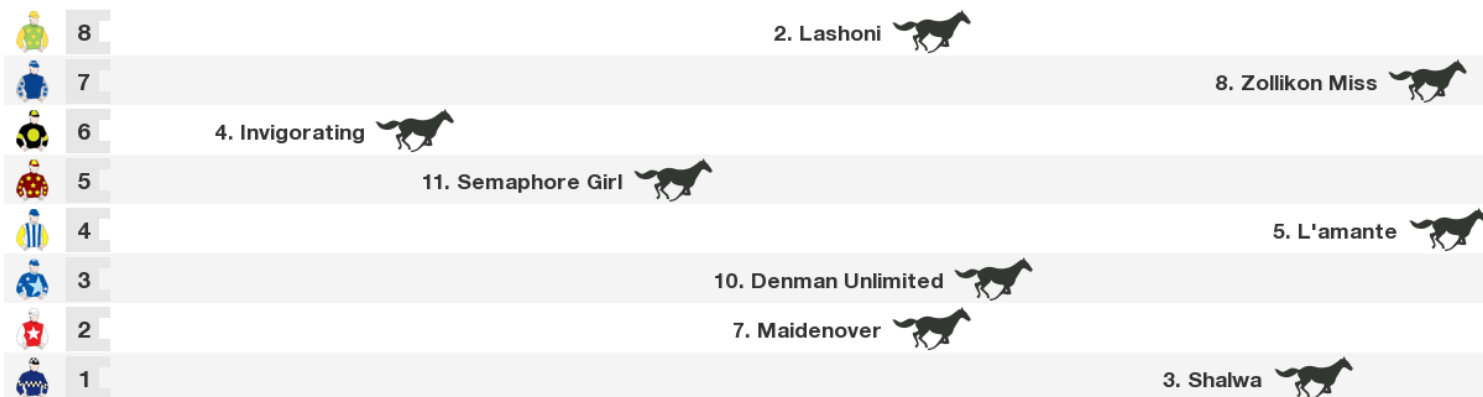 8 2. Lashoni
7 8. Zollikon Miss
6 4. Invigorating
5 11. Semaphore Girl
4 5. L'amante
3 10. Denman Unlimited
2 7. Maidenover
1 3. Shalwa